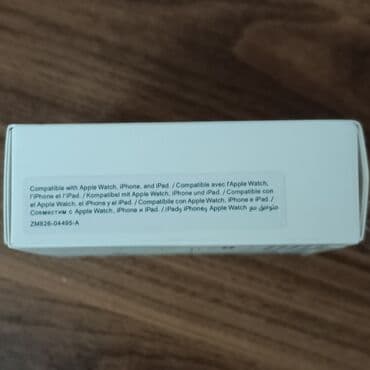 Compatible with Apple Watch, iPhone, and iPad. / Compatible avec l'Apple Watch,
l'iPhone et l'iPad. / Kompatibel mit Apple Watch, iPhone und iPad. / Compatible con
el Apple Watch, el iPhone y el iPad. / Compatibile con Apple Watch, iPhone e iPad. /
Совместим с Apple Watch, iPhone и iPad. / متوافق مع Apple Watch وiPhone وiPad.
ZM826-04495-A